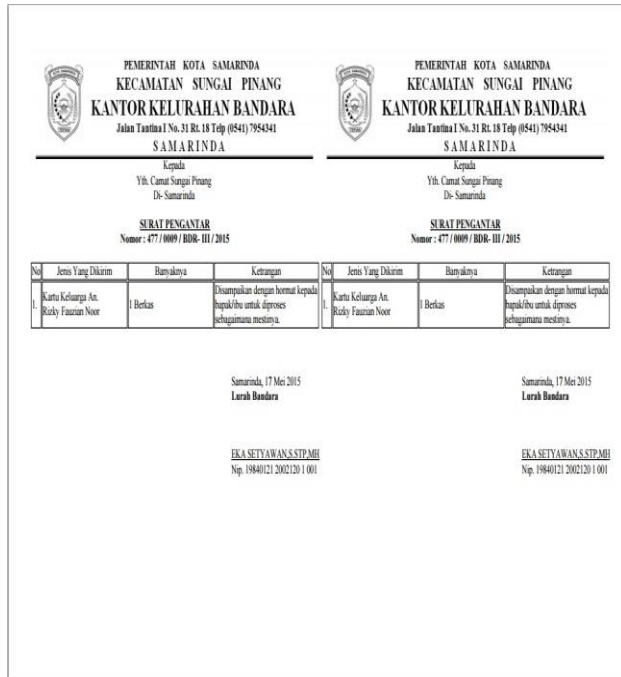 PEMERINTAH KOTA SAMARINDA
KECAMATAN SUNGAI PINANG
KANTOR KELURAHAN BANDARA
Jalan Tantina I No. 31 Rt. 18 Telp (0541) 7954341
SAMARINDA
Kepada
Yth. Camat Sungai Pinang
Di- Samarinda
SURAT PENGANTAR
Nomor : 477 / 0009 / BDR- III / 2015
No Jenis Yang Dikirim Banyaknya Ketrangan
1. Kartu Keluarga An. Rizky Fauzian Noor 1 Berkas Disampaikan dengan hormat kepada
bapak/ibu untuk diproses
sebagaimana mestinya.
Samarinda, 17 Mei 2015
Lurah Bandara
EKA SETYAWAN,S.STP,MH
Nip. 19840121 2002120 1 001
PEMERINTAH KOTA SAMARINDA
KECAMATAN SUNGAI PINANG
KANTOR KELURAHAN BANDARA
Jalan Tantina I No. 31 Rt. 18 Telp (0541) 7954341
SAMARINDA
Kepada
Yth. Camat Sungai Pinang
Di- Samarinda
SURAT PENGANTAR
Nomor : 477 / 0009 / BDR- III / 2015
No Jenis Yang Dikirim Banyaknya Ketrangan
1. Kartu Keluarga An. Rizky Fauzian Noor 1 Berkas Disampaikan dengan hormat kepada
bapak/ibu untuk diproses
sebagaimana mestinya.
Samarinda, 17 Mei 2015
Lurah Bandara
EKA SETYAWAN,S.STP,MH
Nip. 19840121 2002120 1 001